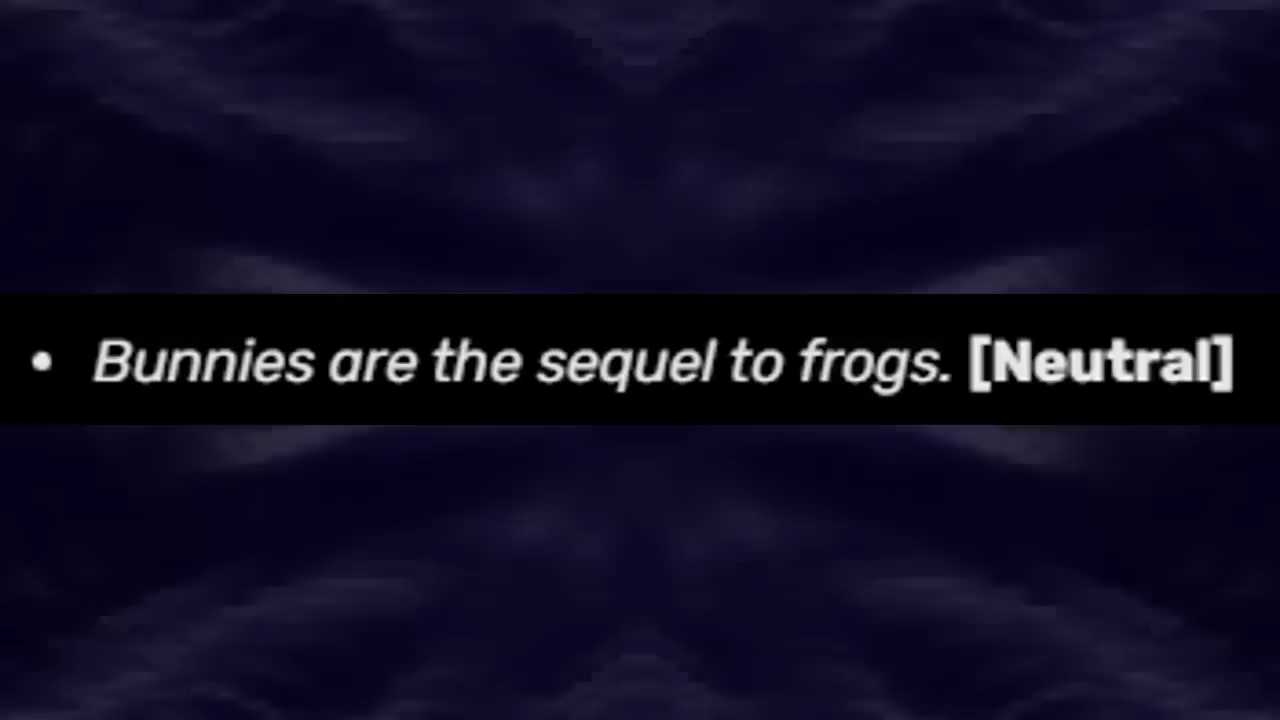 • Bunnies are the sequel to frogs. [Neutral]